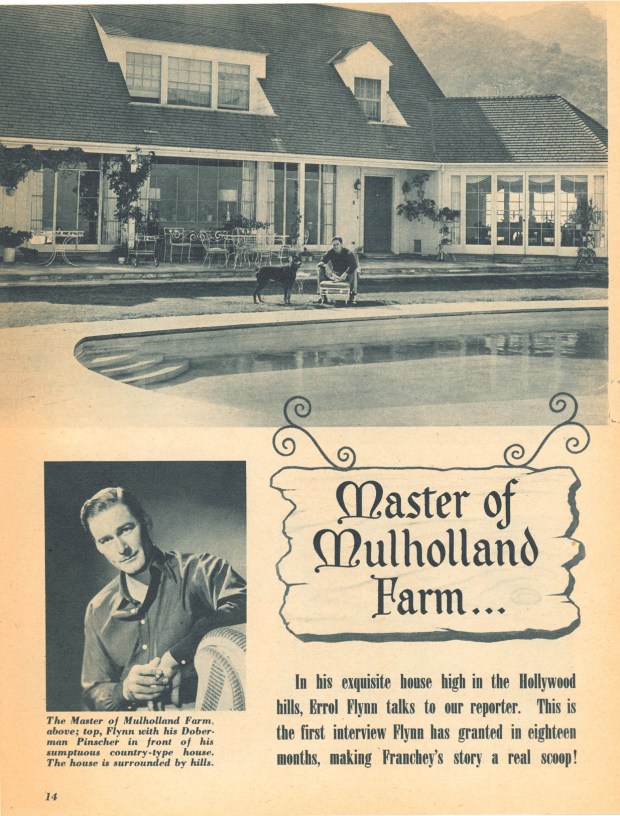 Master of
Mulholland
Farm...
In his exquisite house high in the Hollywood
hills, Errol Flynn talks to our reporter. This is
the first interview Flynn has granted in eighteen
months, making Franchey's story a real scoop!
The Master of Mulholland Farm,
above; top, Flynn with his Dober-
man Pinscher in front of his
sumptuous country-type house.
The house is surrounded by hills.
14